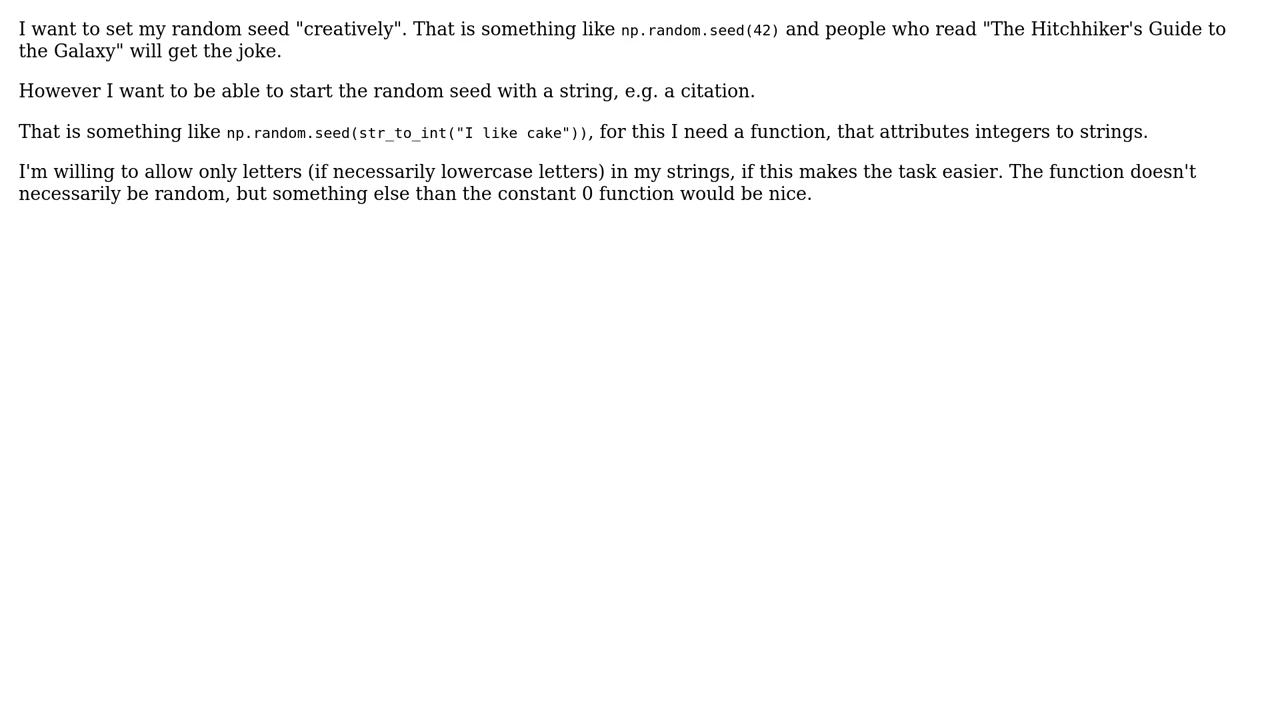 I want to set my random seed "creatively". That is something like np.random.seed(42) and people who read "The Hitchhiker's Guide to
the Galaxy" will get the joke.
However I want to be able to start the random seed with a string, e.g. a citation.
That is something like np.random.seed(str_to_int("I like cake")), for this I need a function, that attributes integers to strings.
I'm willing to allow only letters (if necessarily lowercase letters) in my strings, if this makes the task easier. The function doesn't
necessarily be random, but something else than the constant 0 function would be nice.